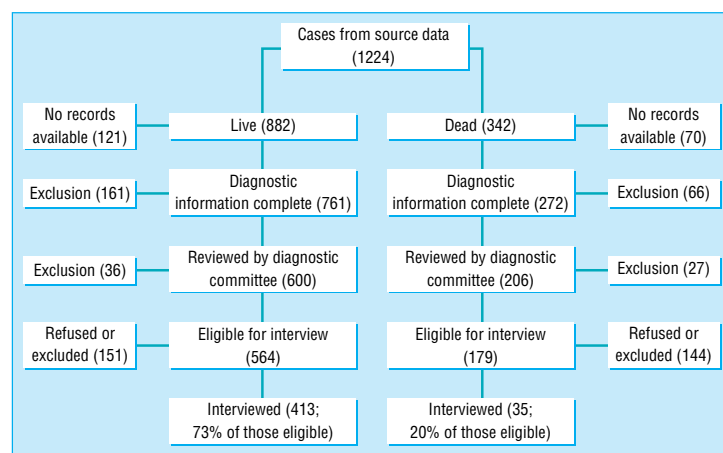 Cases from source data
(1224)
No records
available (121)
Live (882)
Dead (342)
No records
available (70)
Exclusion (161)
Diagnostic
information complete (761)
Diagnostic
information complete (272)
Exclusion (66)
Exclusion (36)
Reviewed by diagnostic
committee (600)
Reviewed by diagnostic
committee (206)
Exclusion (27)
Refused or
excluded (151)
Eligible for interview
(564)
Eligible for interview
(179)
Refused or
excluded (144)
Interviewed (413;
73% of those eligible)
Interviewed (35;
20% of those eligible)